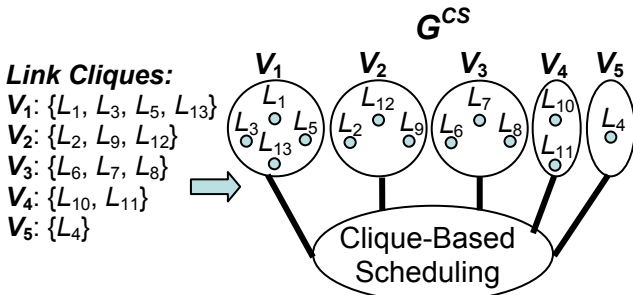 G^CS
Link Cliques:
V1: {L1, L3, L5, L13}
V2: {L2, L9, L12}
V3: {L6, L7, L8}
V4: {L10, L11}
V5: {L4}
V1 V2 V3 V4 V5
L1 L12 L7 L10
L3 L5 L2 L9 L6 L8 L4
L13 L11
Clique-Based
Scheduling